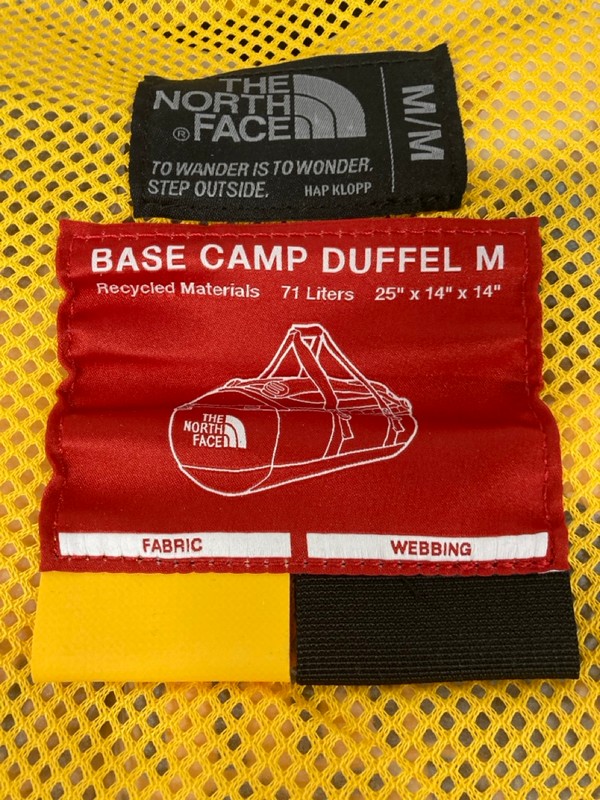 THE
NORTH
® FACE
M/M
TO WANDER IS TO WONDER.
STEP OUTSIDE. HAP KLOPP
BASE CAMP DUFFEL M
Recycled Materials 71 Liters 25" x 14" x 14"
THE
NORTH
FACE
FABRIC WEBBING